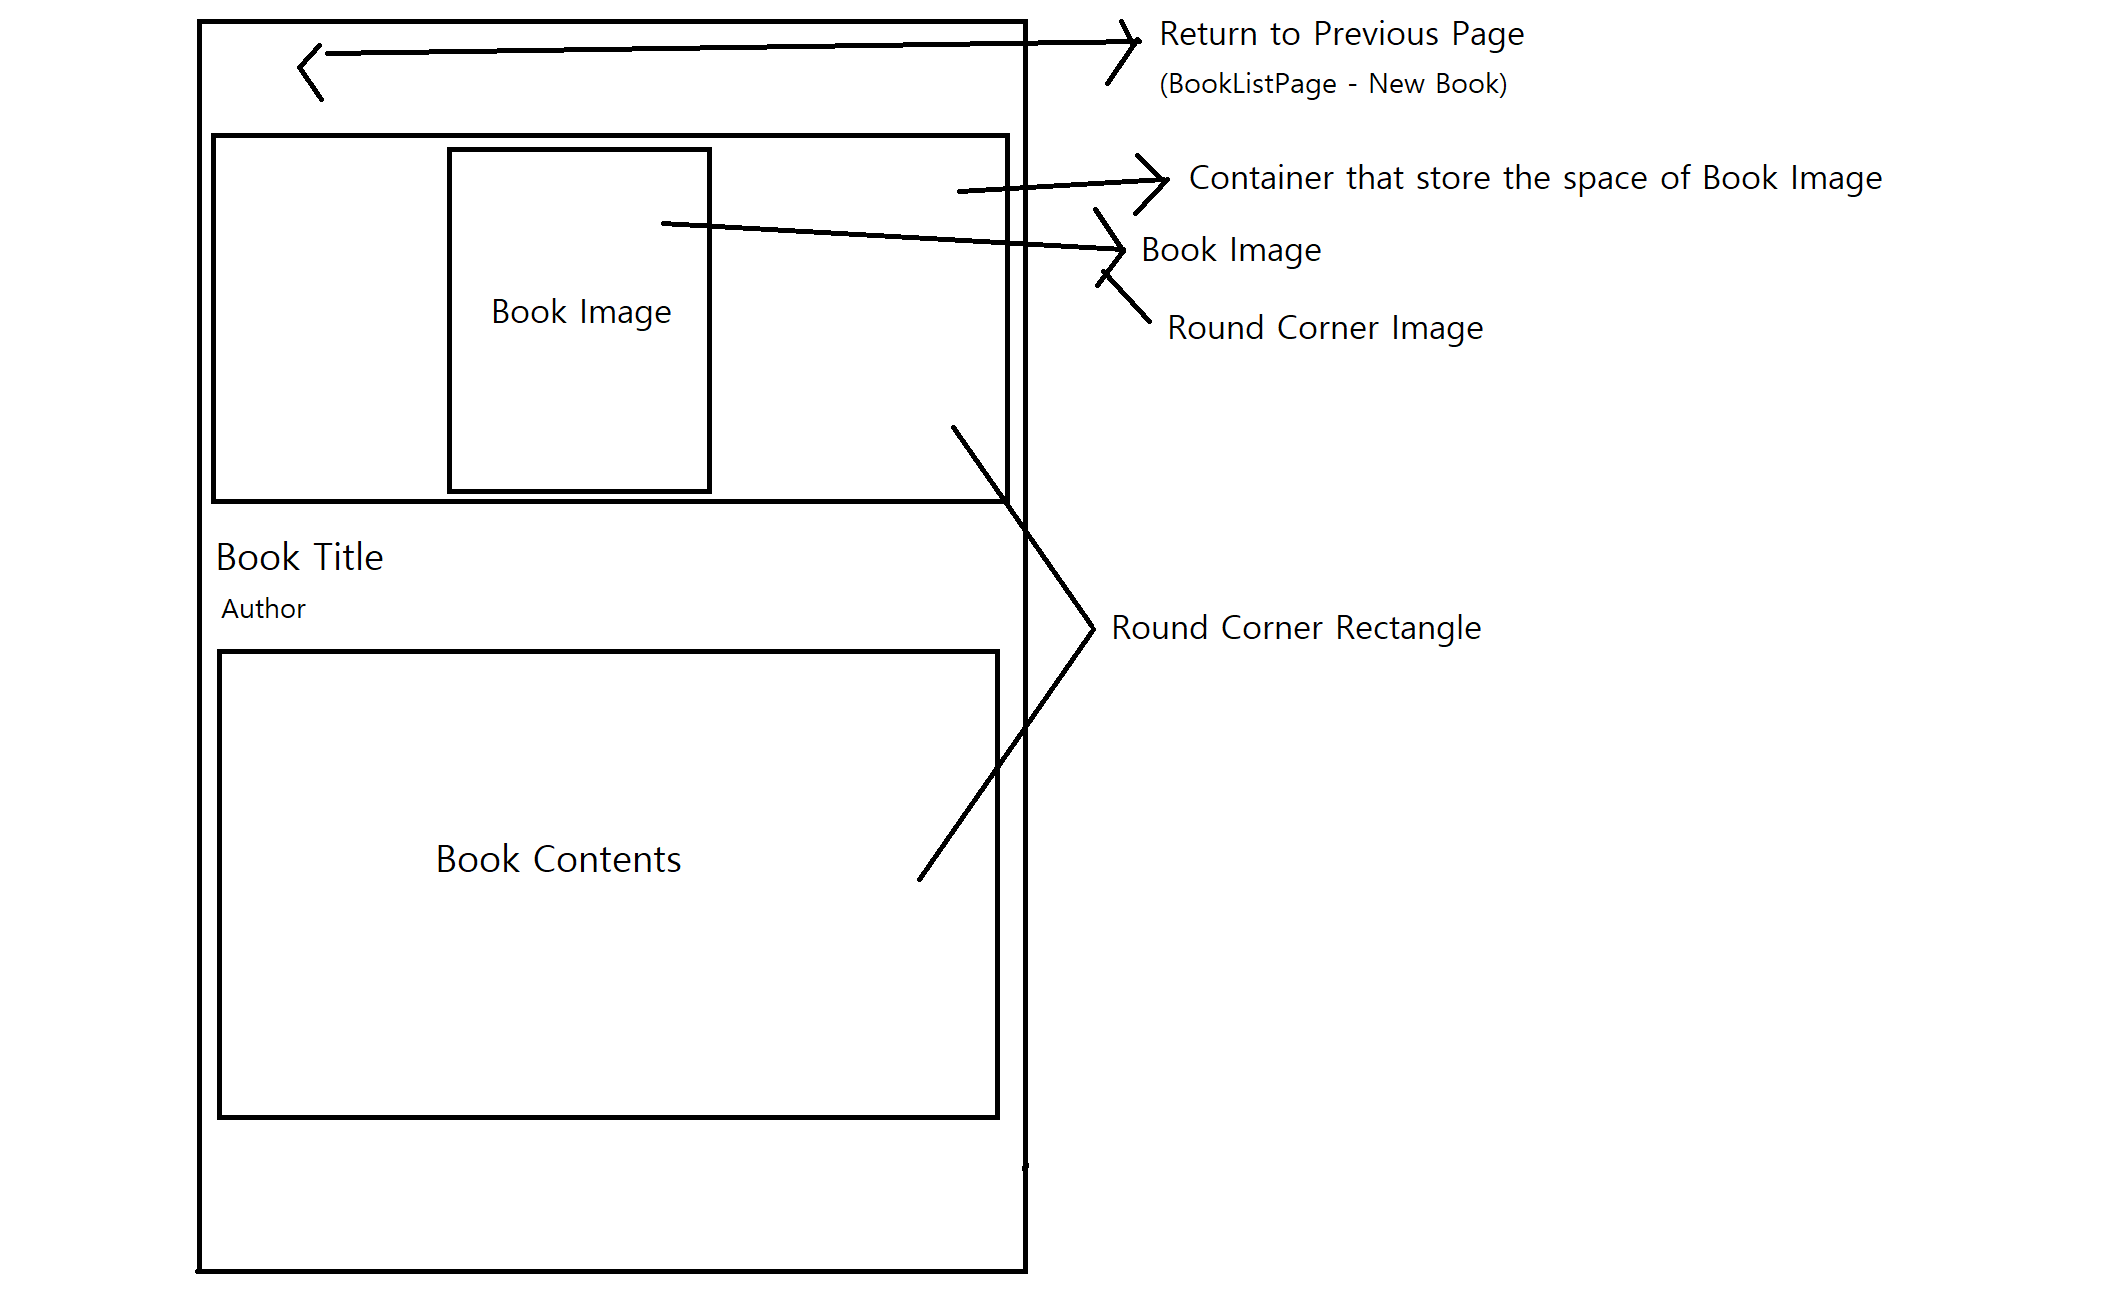 Return to Previous Page
(BookListPage - New Book)
Container that store the space of Book Image
Book Image
Book Image
Round Corner Image
Book Title
Author
Round Corner Rectangle
Book Contents